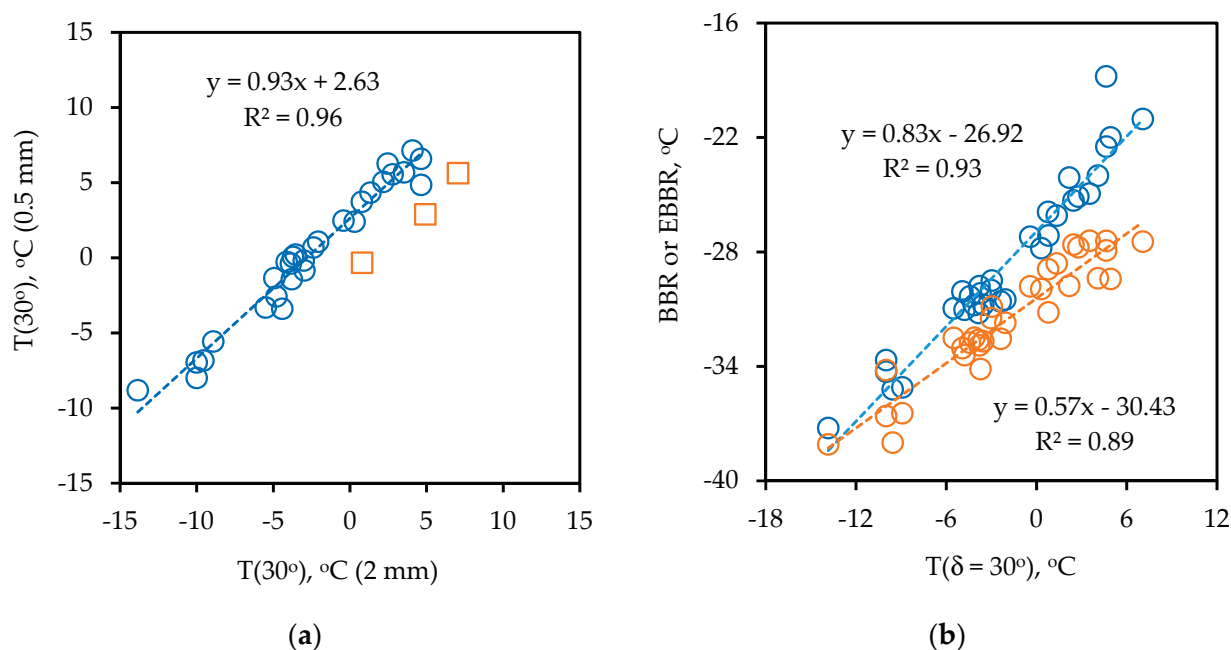 15
10
5
0
-5
-10
-15
T(30°), °C (0.5 mm)
y = 0.93x + 2.63
R² = 0.96
-15
-10
-5
0
5
10
15
T(30°), °C (2 mm)
(a)
-16
-22
-28
-34
-40
BBR or EBBR, °C
y = 0.83x - 26.92
R² = 0.93
y = 0.57x - 30.43
R² = 0.89
-18
-12
-6
0
6
12
T(δ = 30°), °C
(b)